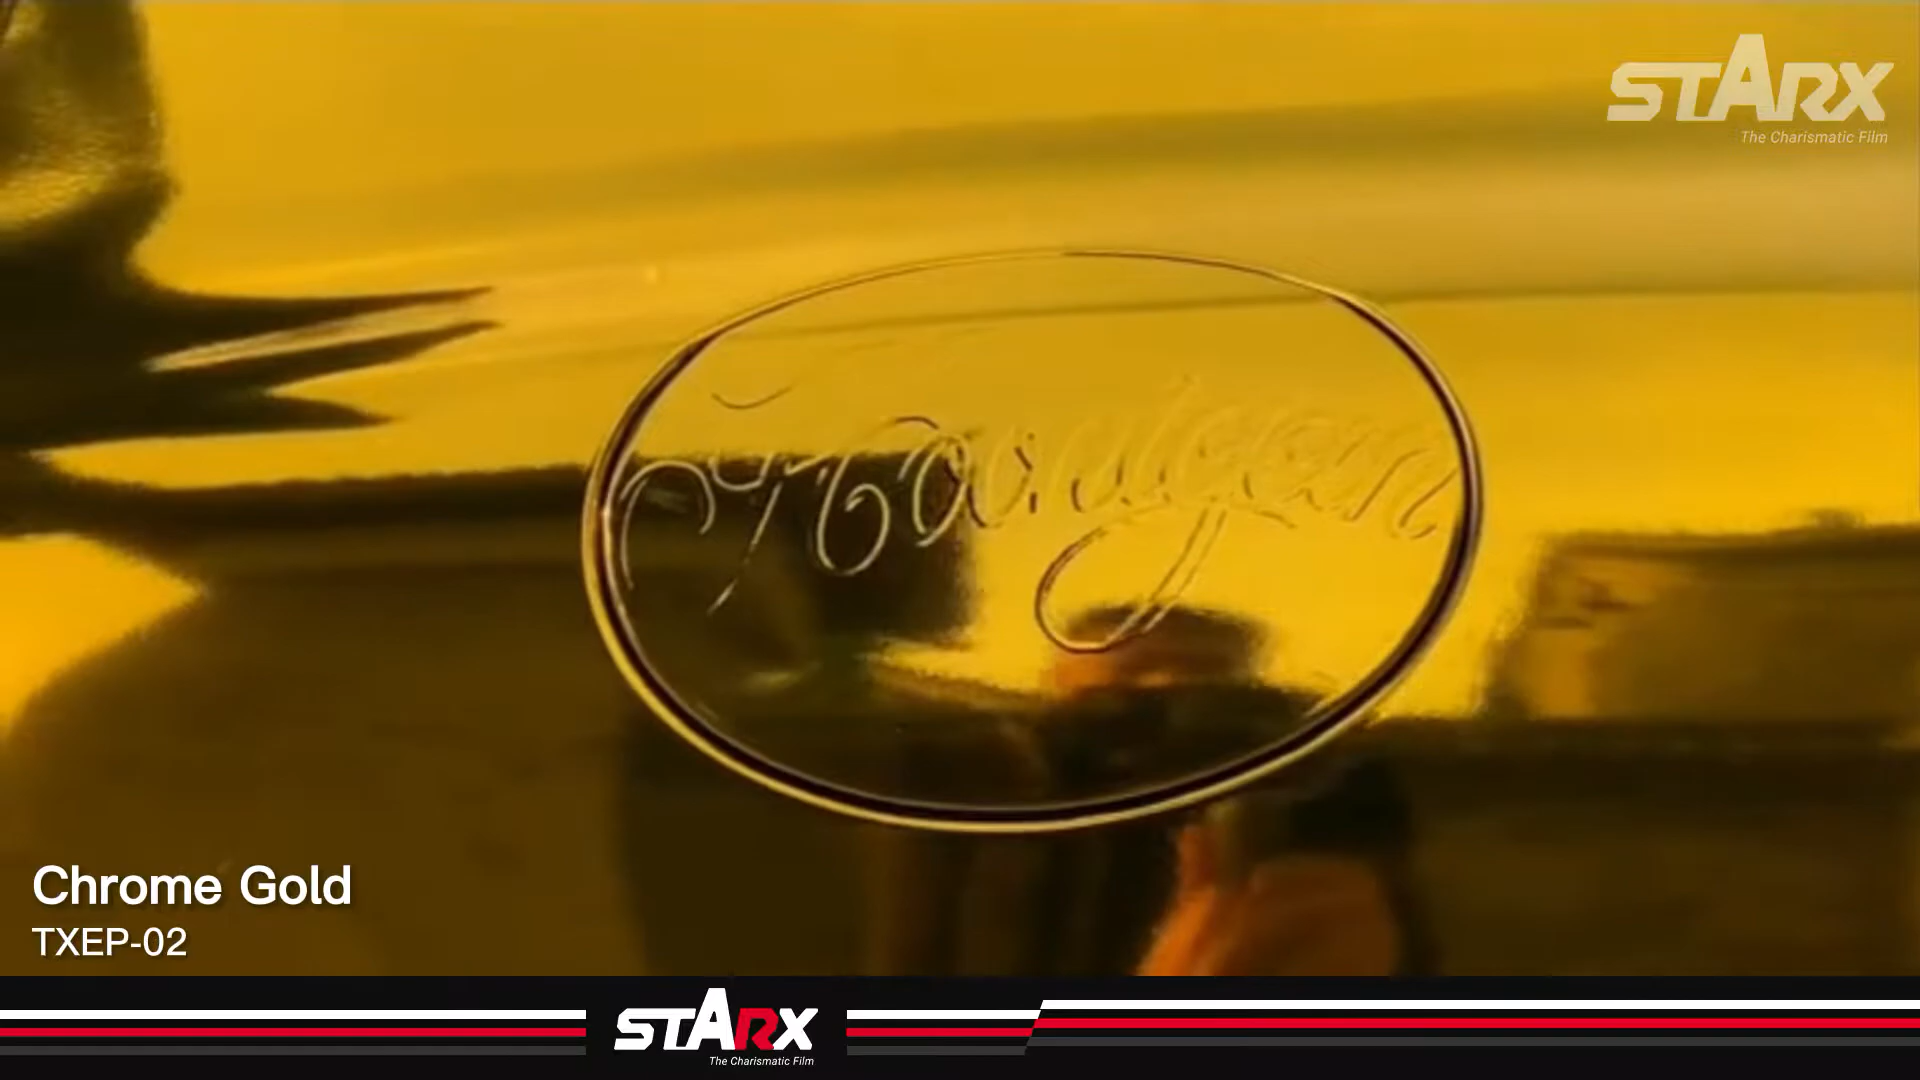 STARX
The Charismatic Film
Chrome Gold
TXEP-02
STARX
The Charismatic Film